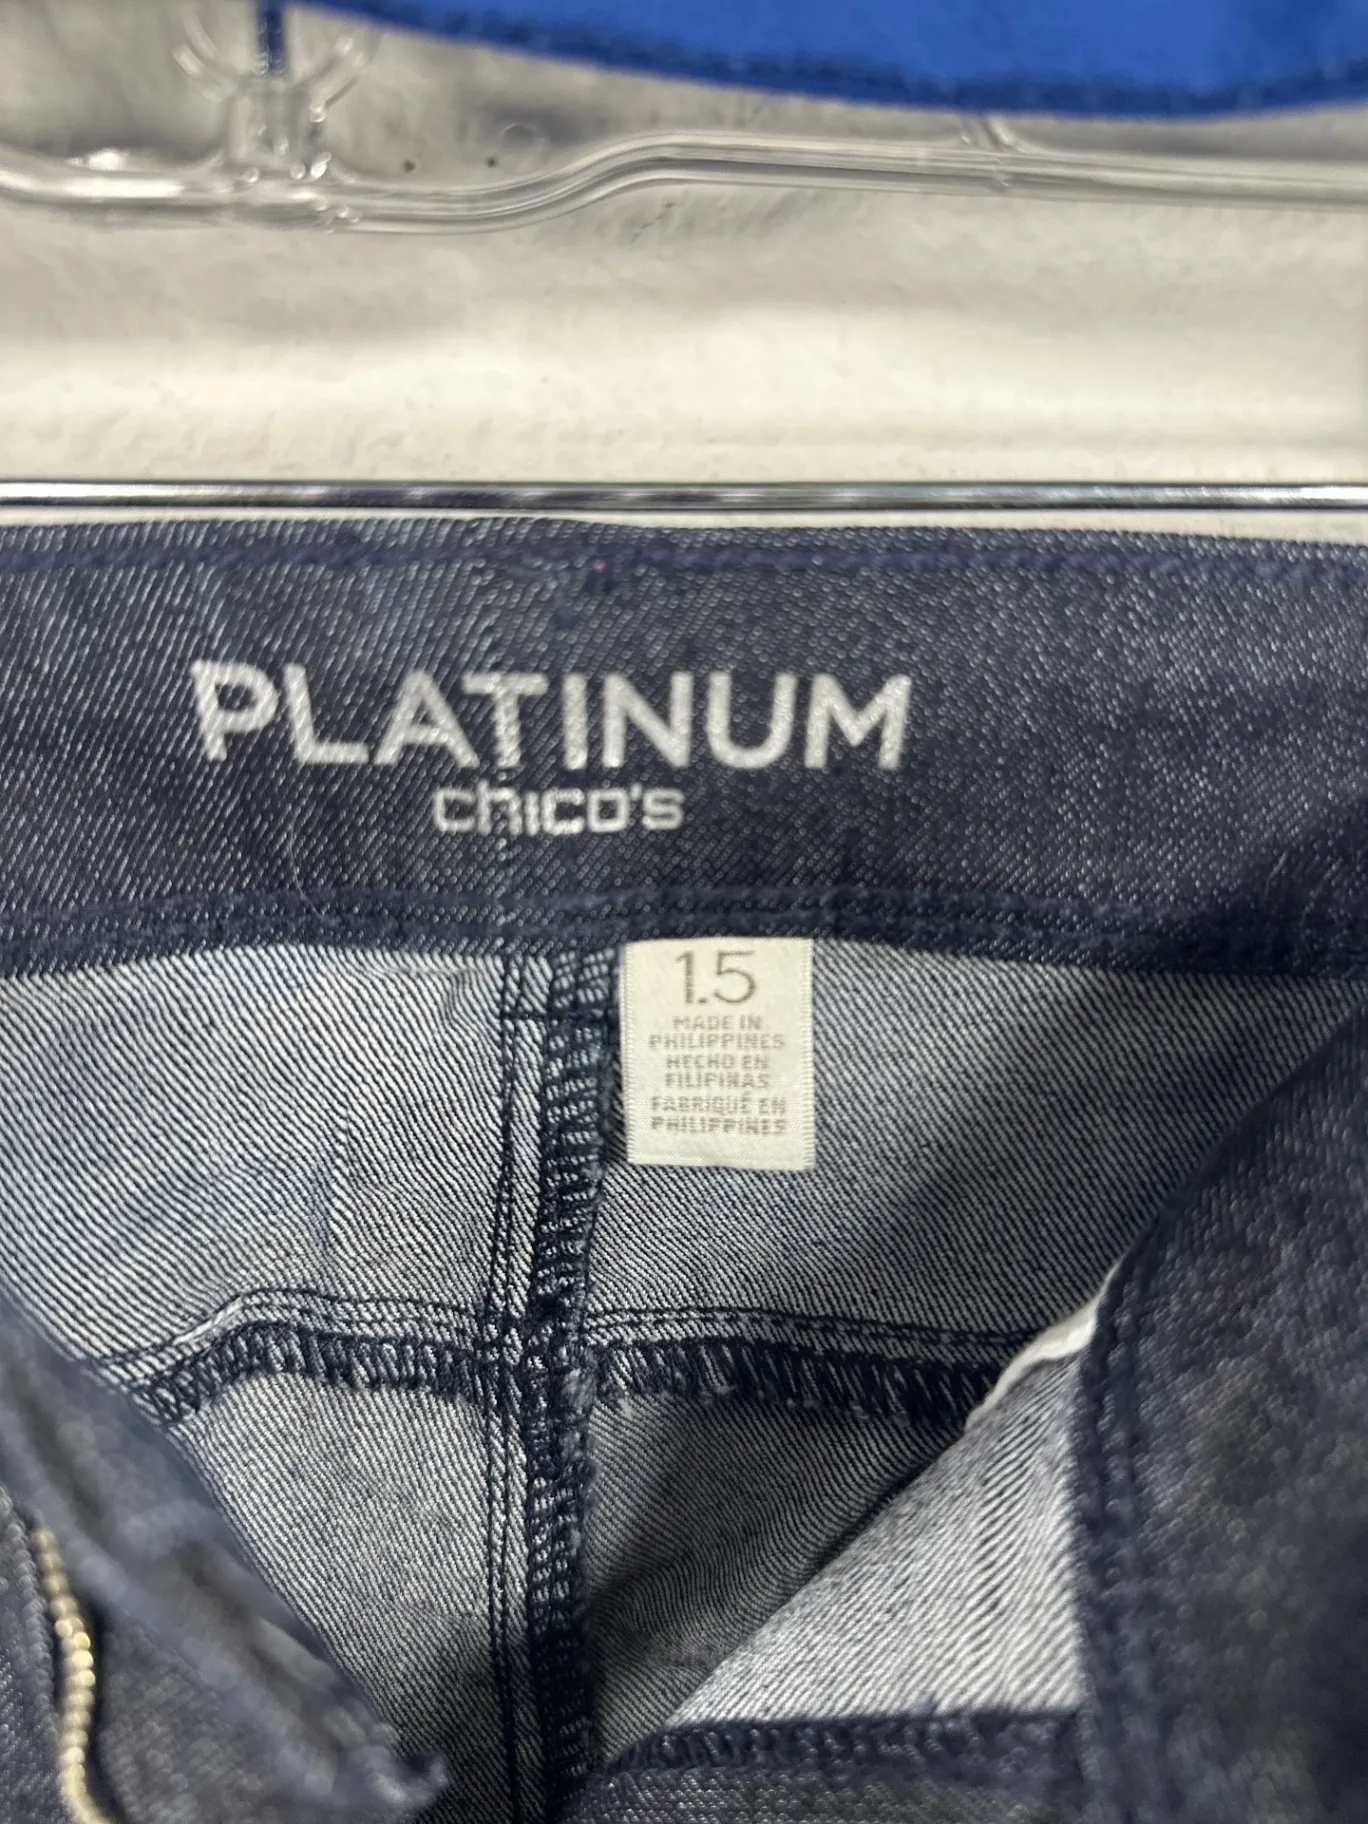 PLATINUM
chico's
1.5
MADE IN
PHILIPPINES
HECHO EN
FILIPINAS
FABRIQUÉ EN
PHILIPPINES